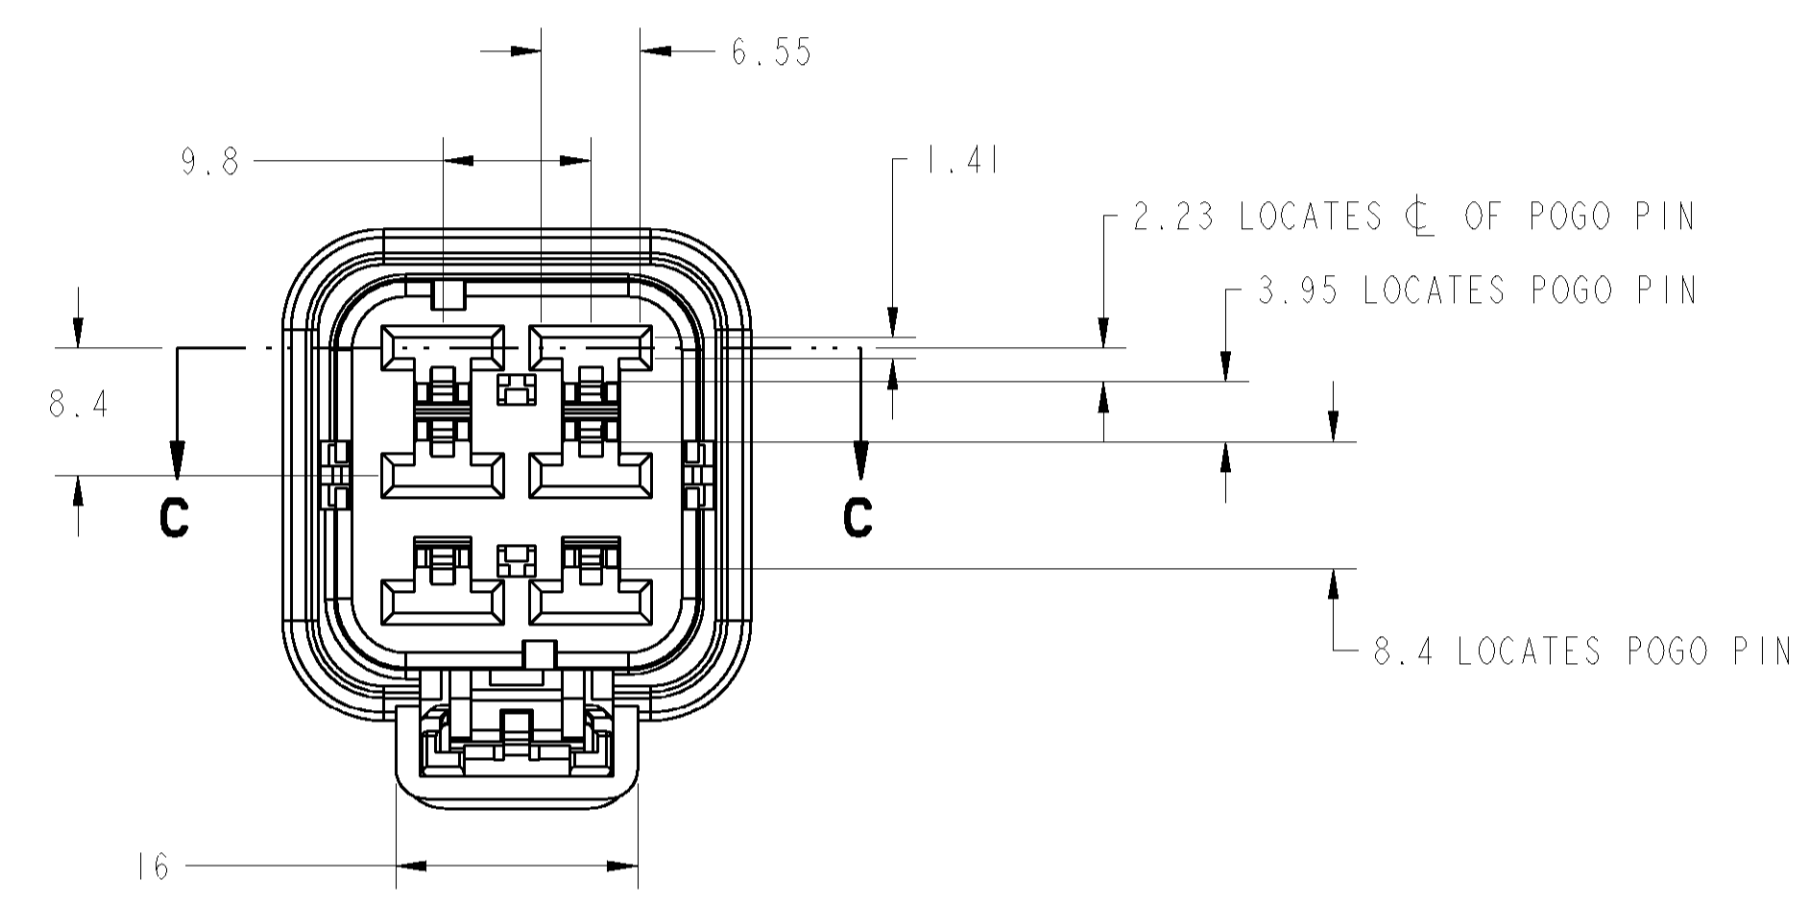 6.55
9.8
1.41
2.23 LOCATES ℄ OF POGO PIN
3.95 LOCATES POGO PIN
8.4
C
C
8.4 LOCATES POGO PIN
16